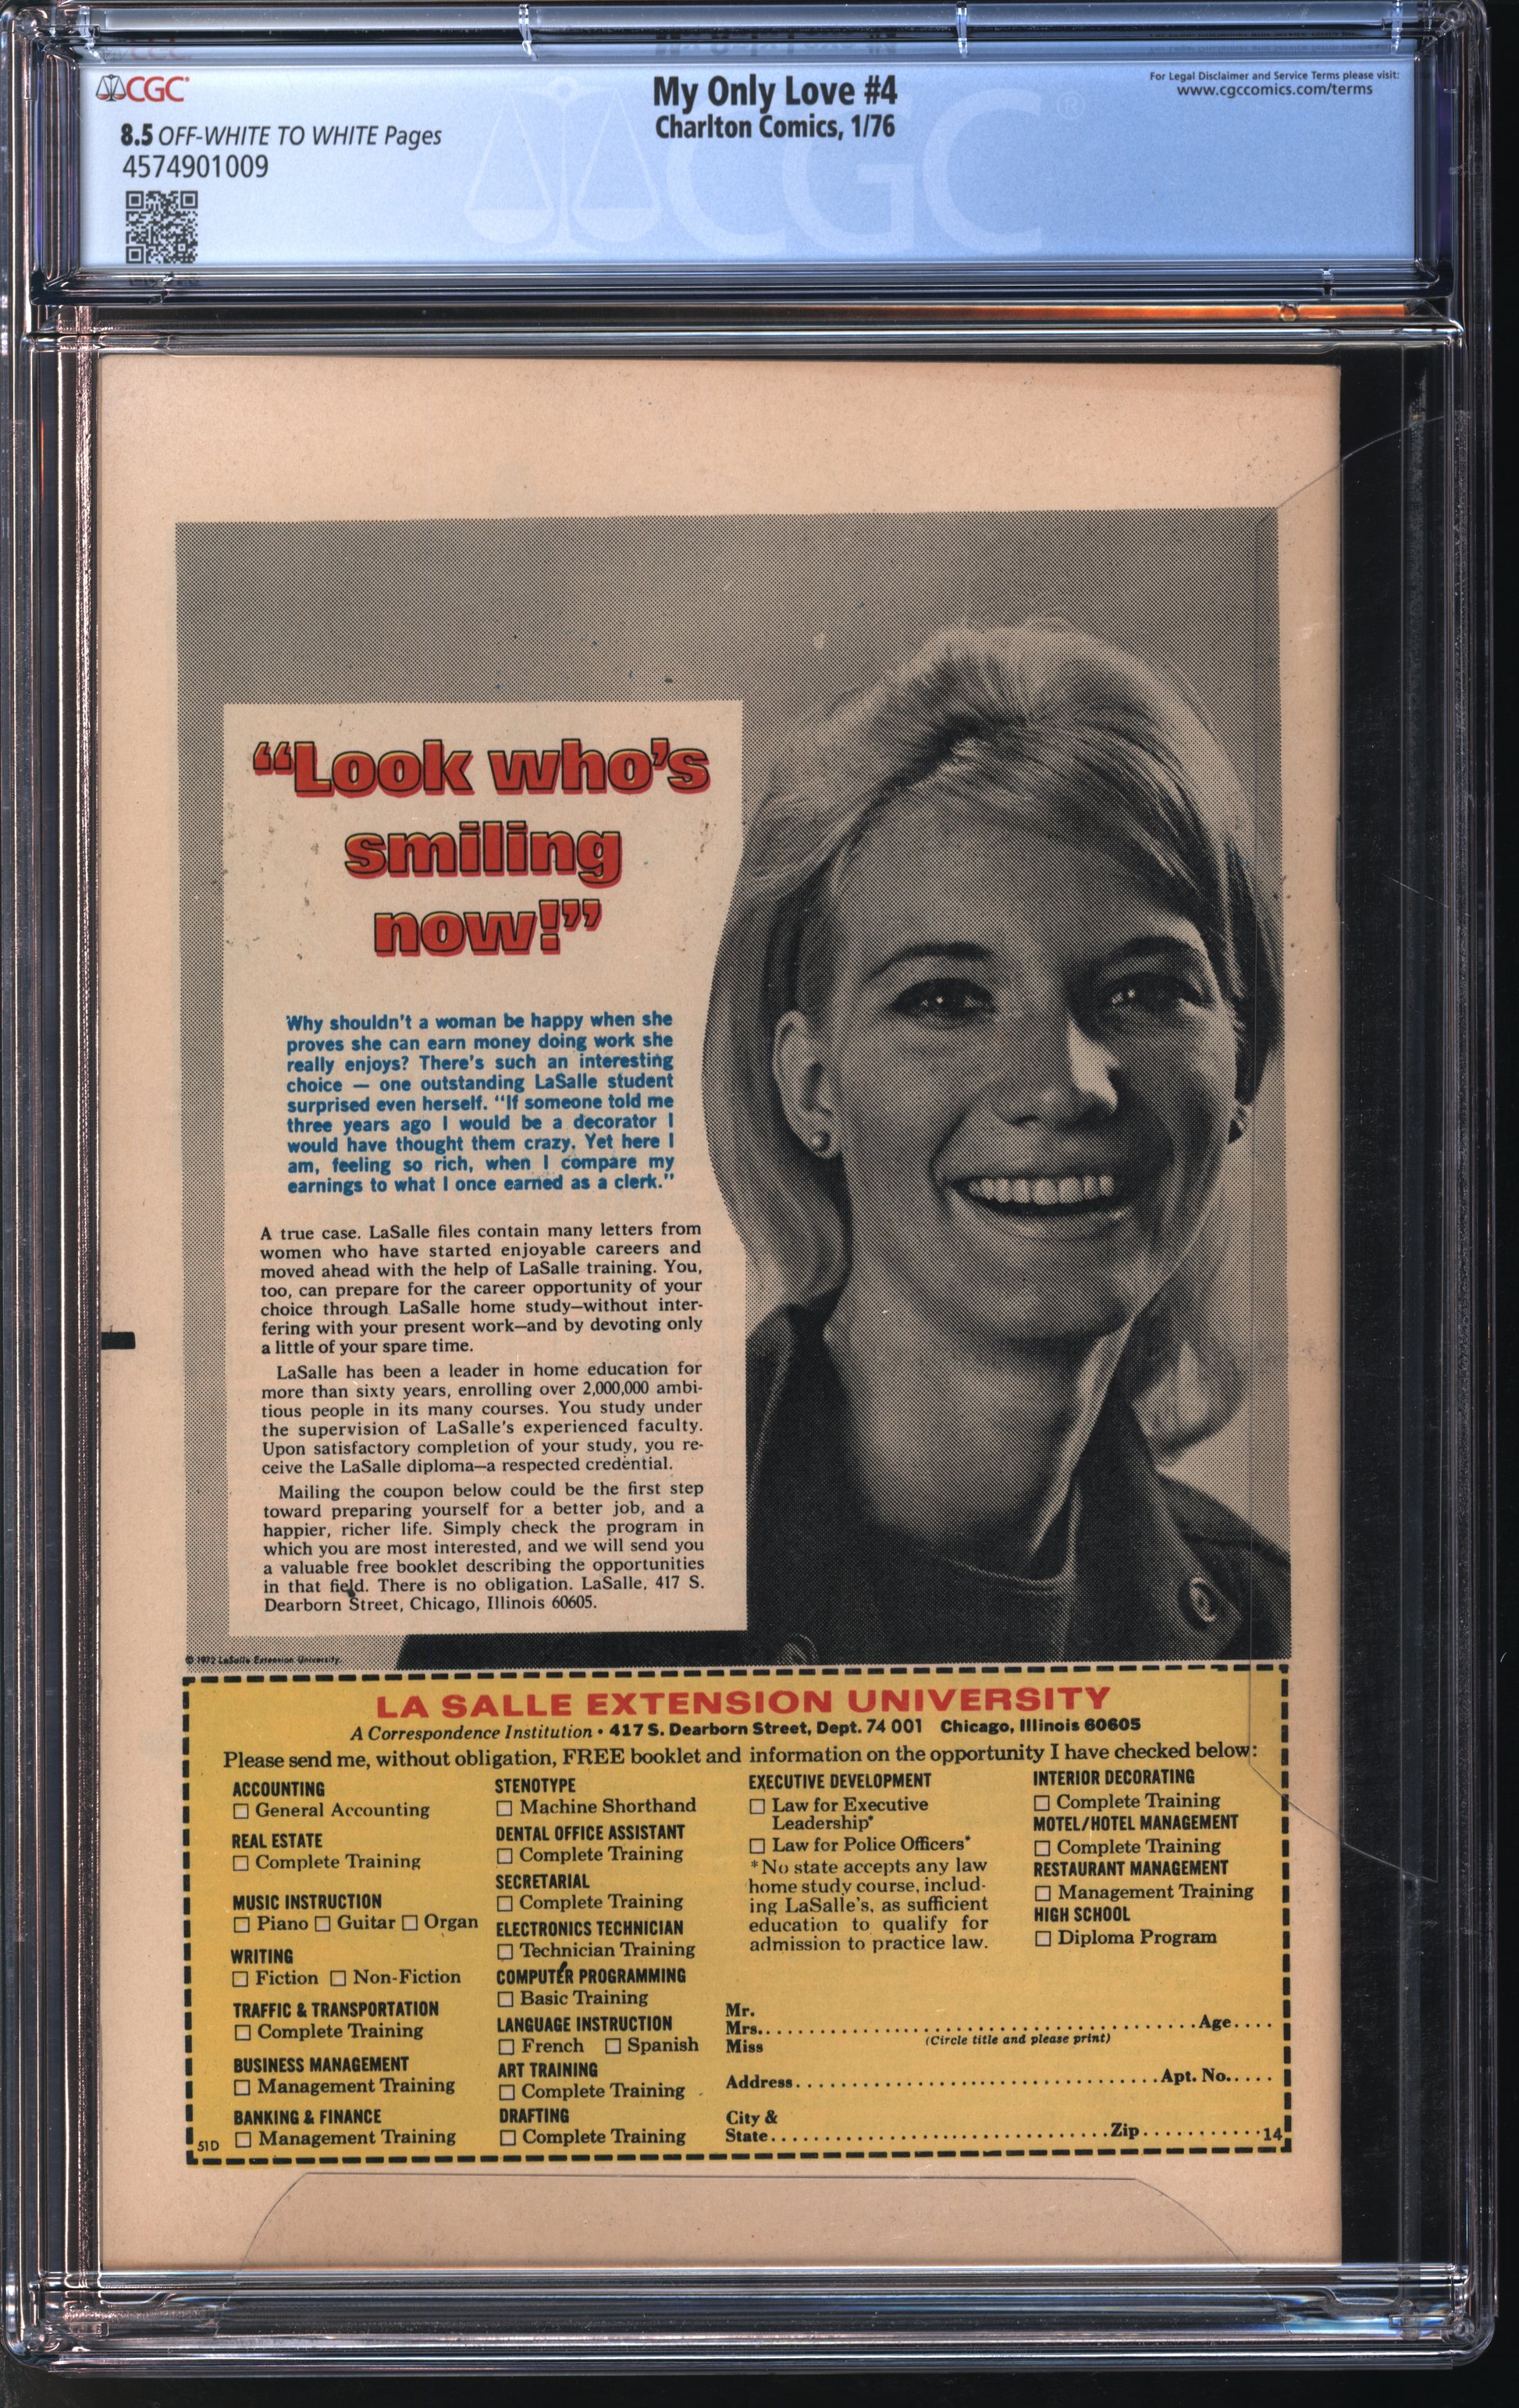 CGC
My Only Love #4
Charlton Comics, 1/76
8.5 OFF-WHITE TO WHITE Pages
4574901009
For Legal Disclaimer and Service Terms please visit:
www.cgccomics.com/terms
CGC®
“Look who’s
smiling
now!”
Why shouldn’t a woman be happy when she
proves she can earn money doing work she
really enjoys? There’s such an interesting
choice — one outstanding LaSalle student
surprised even herself. “If someone told me
three years ago I would be a decorator I
would have thought them crazy. Yet here I
am, feeling so rich, when I compare my
earnings to what I once earned as a clerk.”
A true case. LaSalle files contain many letters from
women who have started enjoyable careers and
moved ahead with the help of LaSalle training. You,
too, can prepare for the career opportunity of your
choice through LaSalle home study—without inter-
fering with your present work—and by devoting only
a little of your spare time.
LaSalle has been a leader in home education for
more than sixty years, enrolling over 2,000,000 ambi-
tious people in its many courses. You study under
the supervision of LaSalle’s experienced faculty.
Upon satisfactory completion of your study, you re-
ceive the LaSalle diploma—a respected credential.
Mailing the coupon below could be the first step
toward preparing yourself for a better job, and a
happier, richer life. Simply check the program in
which you are most interested, and we will send you
a valuable free booklet describing the opportunities
in that field. There is no obligation. LaSalle, 417 S.
Dearborn Street, Chicago, Illinois 60605.
© 1972 LaSalle Extension University.
LA SALLE EXTENSION UNIVERSITY
A Correspondence Institution • 417 S. Dearborn Street, Dept. 74 001 Chicago, Illinois 60605
Please send me, without obligation, FREE booklet and information on the opportunity I have checked below:
ACCOUNTING
☐ General Accounting
REAL ESTATE
☐ Complete Training
MUSIC INSTRUCTION
☐ Piano ☐ Guitar ☐ Organ
WRITING
☐ Fiction ☐ Non-Fiction
TRAFFIC & TRANSPORTATION
☐ Complete Training
BUSINESS MANAGEMENT
☐ Management Training
BANKING & FINANCE
☐ Management Training
51D
STENOTYPE
☐ Machine Shorthand
DENTAL OFFICE ASSISTANT
☐ Complete Training
SECRETARIAL
☐ Complete Training
ELECTRONICS TECHNICIAN
☐ Technician Training
COMPUTER PROGRAMMING
☐ Basic Training
LANGUAGE INSTRUCTION
☐ French ☐ Spanish
ART TRAINING
☐ Complete Training
DRAFTING
☐ Complete Training
EXECUTIVE DEVELOPMENT
☐ Law for Executive
Leadership*
☐ Law for Police Officers*
*No state accepts any law
home study course, includ-
ing LaSalle’s, as sufficient
education to qualify for
admission to practice law.
INTERIOR DECORATING
☐ Complete Training
MOTEL/HOTEL MANAGEMENT
☐ Complete Training
RESTAURANT MANAGEMENT
☐ Management Training
HIGH SCHOOL
☐ Diploma Program
Mr.
Mrs.......................................................Age....
Miss
(Circle title and please print)
Address..............................................Apt. No.....
City &
State..............................................Zip...........14